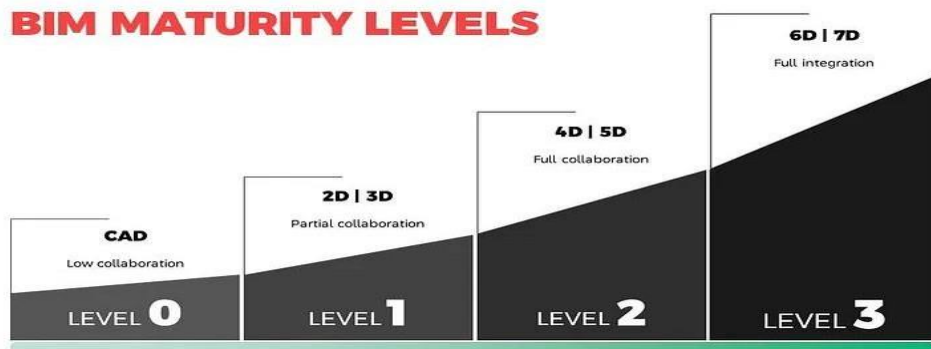 BIM MATURITY LEVELS
CAD
Low collaboration
LEVEL 0
2D | 3D
Partial collaboration
LEVEL 1
4D | 5D
Full collaboration
LEVEL 2
6D | 7D
Full integration
LEVEL 3